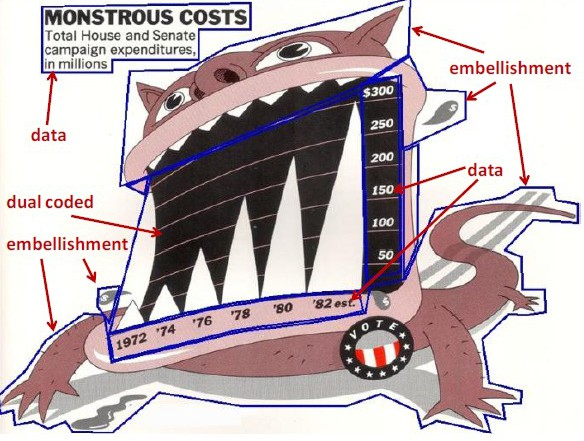 MONSTROUS COSTS
Total House and Senate
campaign expenditures,
in millions
embellishment
data
$300
250
200
data
150
dual coded
100
embellishment
50
1972 '74 '76 '78 '80 '82 est.
VOTE
$
$
$